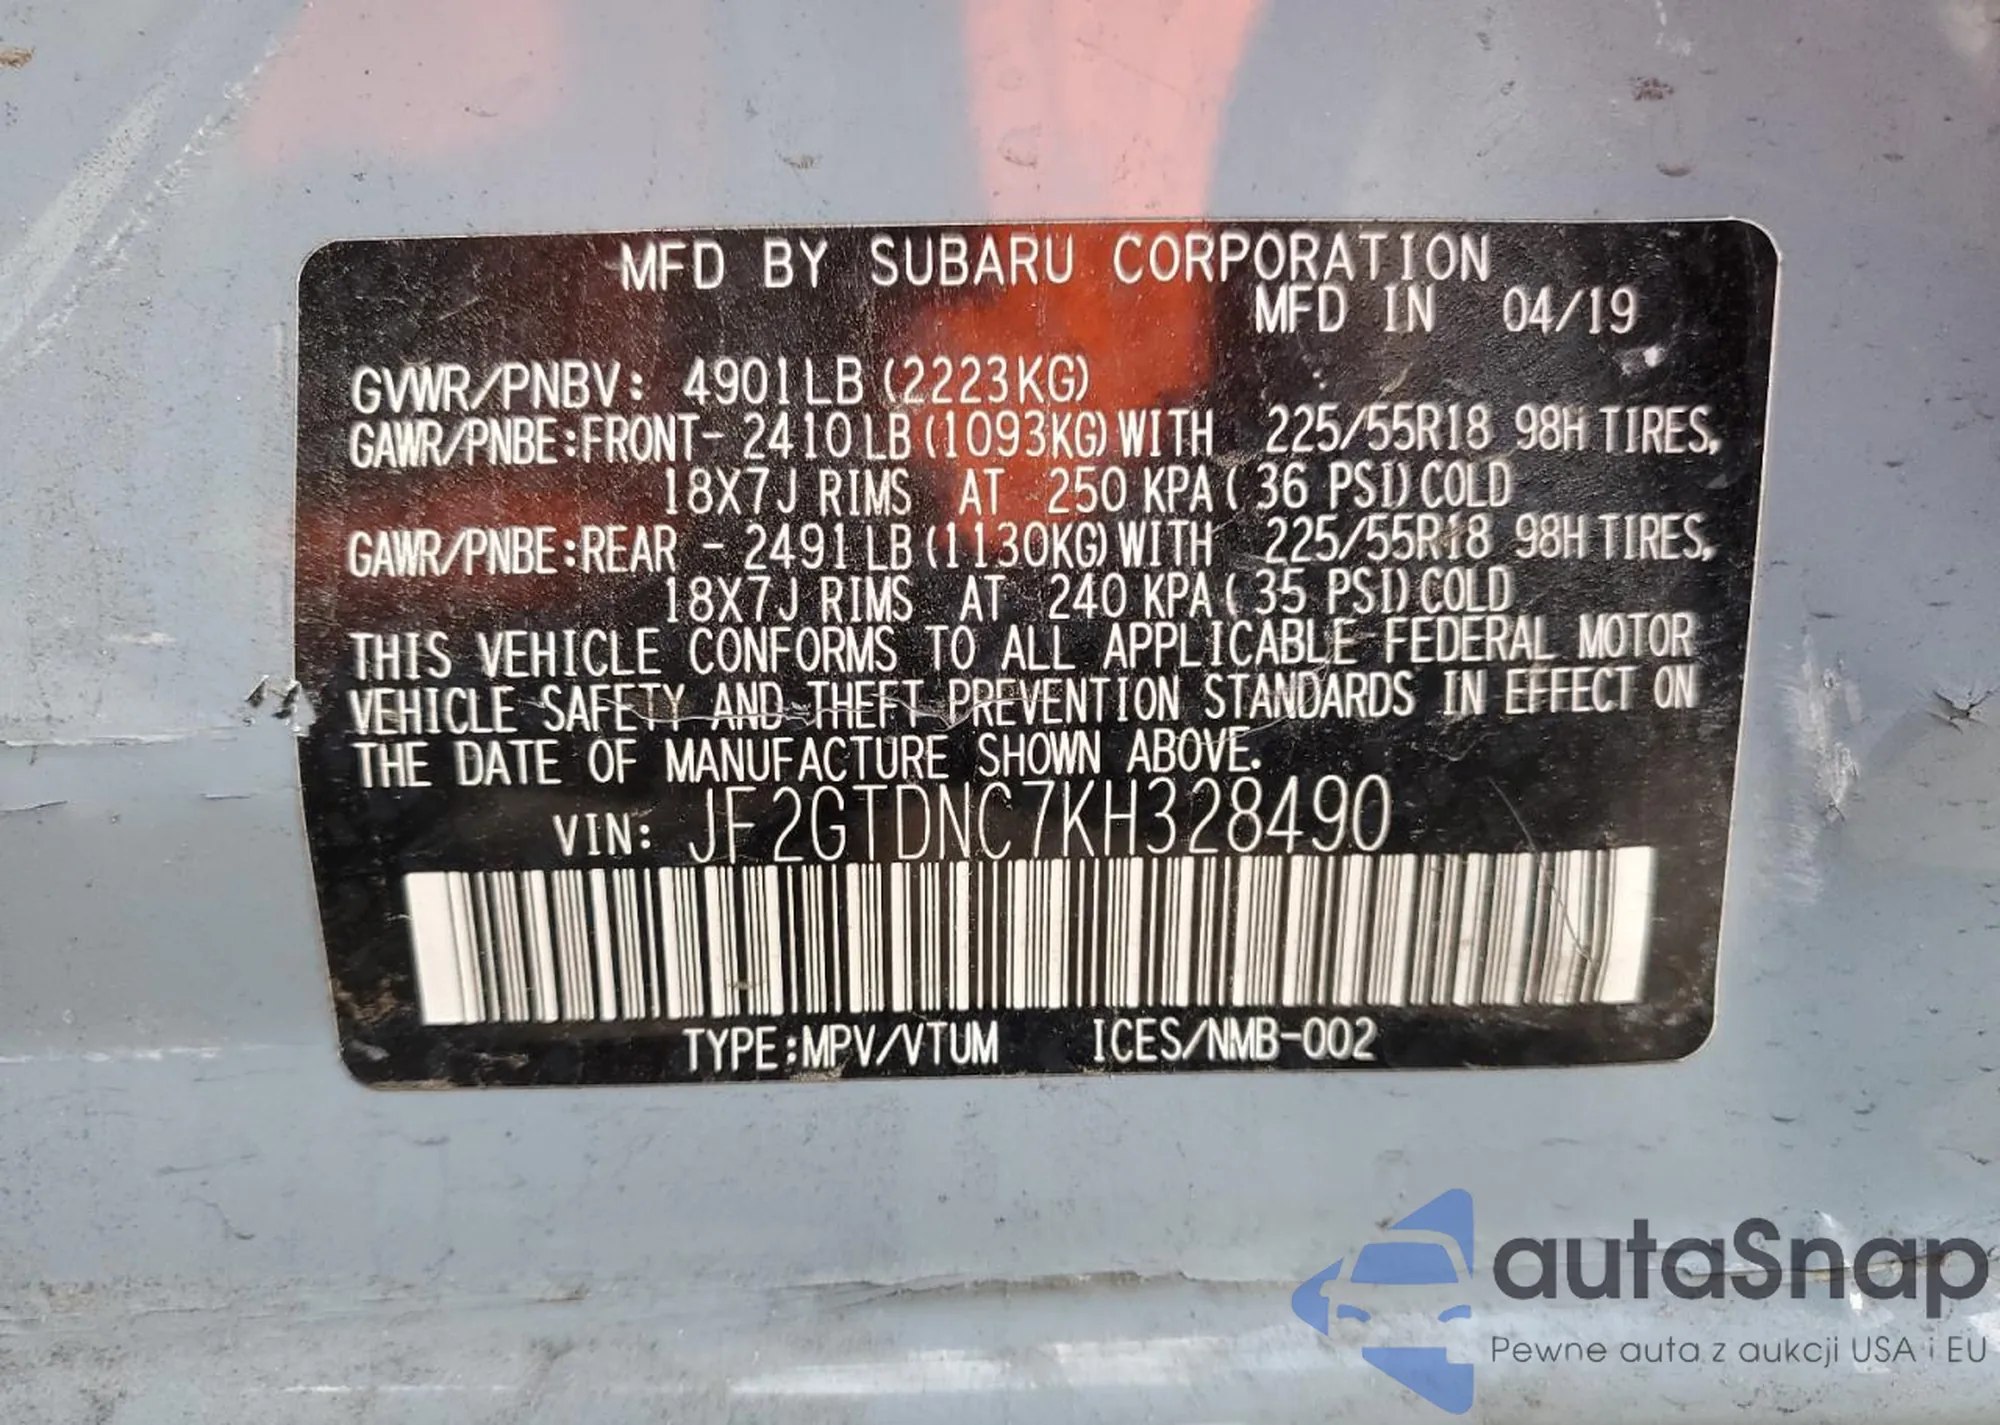 MFD BY SUBARU CORPORATION
MFD IN 04/19
GVWR/PNBV: 4901LB (2223KG)
GAWR/PNBE:FRONT- 2410LB (1093KG) WITH 225/55R18 98H TIRES,
18X7J RIMS AT 250 KPA ( 36 PSI) COLD
GAWR/PNBE:REAR - 2491LB (1130KG) WITH 225/55R18 98H TIRES,
18X7J RIMS AT 240 KPA ( 35 PSI) COLD
THIS VEHICLE CONFORMS TO ALL APPLICABLE FEDERAL MOTOR
VEHICLE SAFETY AND THEFT PREVENTION STANDARDS IN EFFECT ON
THE DATE OF MANUFACTURE SHOWN ABOVE.
VIN: JF2GTDNC7KH328490
TYPE:MPV/VTUM ICES/NMB-002
autaSnap
Pewne auta z aukcji USA i EU